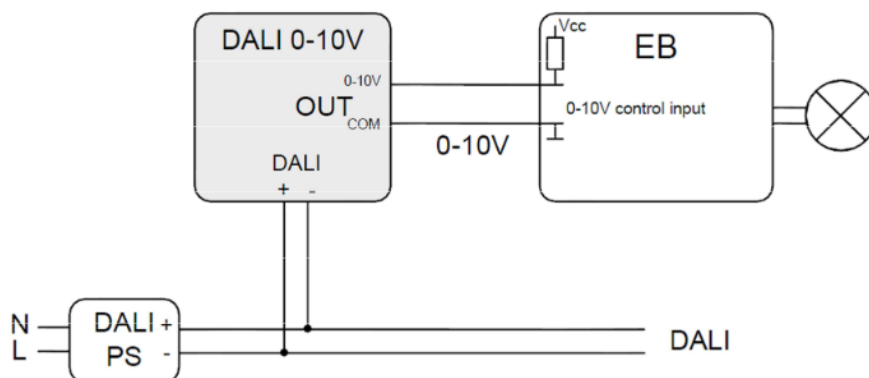 DALI 0-10V
Vcc
EB
0-10V
OUT
0-10V control input
COM
0-10V
DALI
+ -
N
DALI +
DALI
L
PS -